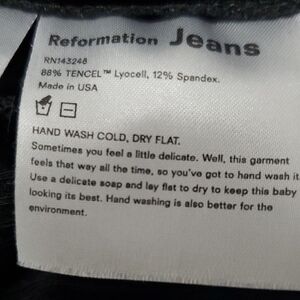 Reformation Jeans
RN143248
88% TENCEL™ Lyocell, 12% Spandex.
Made in USA
HAND WASH COLD, DRY FLAT.
Sometimes you feel a little delicate. Well, this garment
feels that way all the time, so you've got to hand wash it
Use a delicate soap and lay flat to dry to keep this baby
looking its best. Hand washing is also better for the
environment.